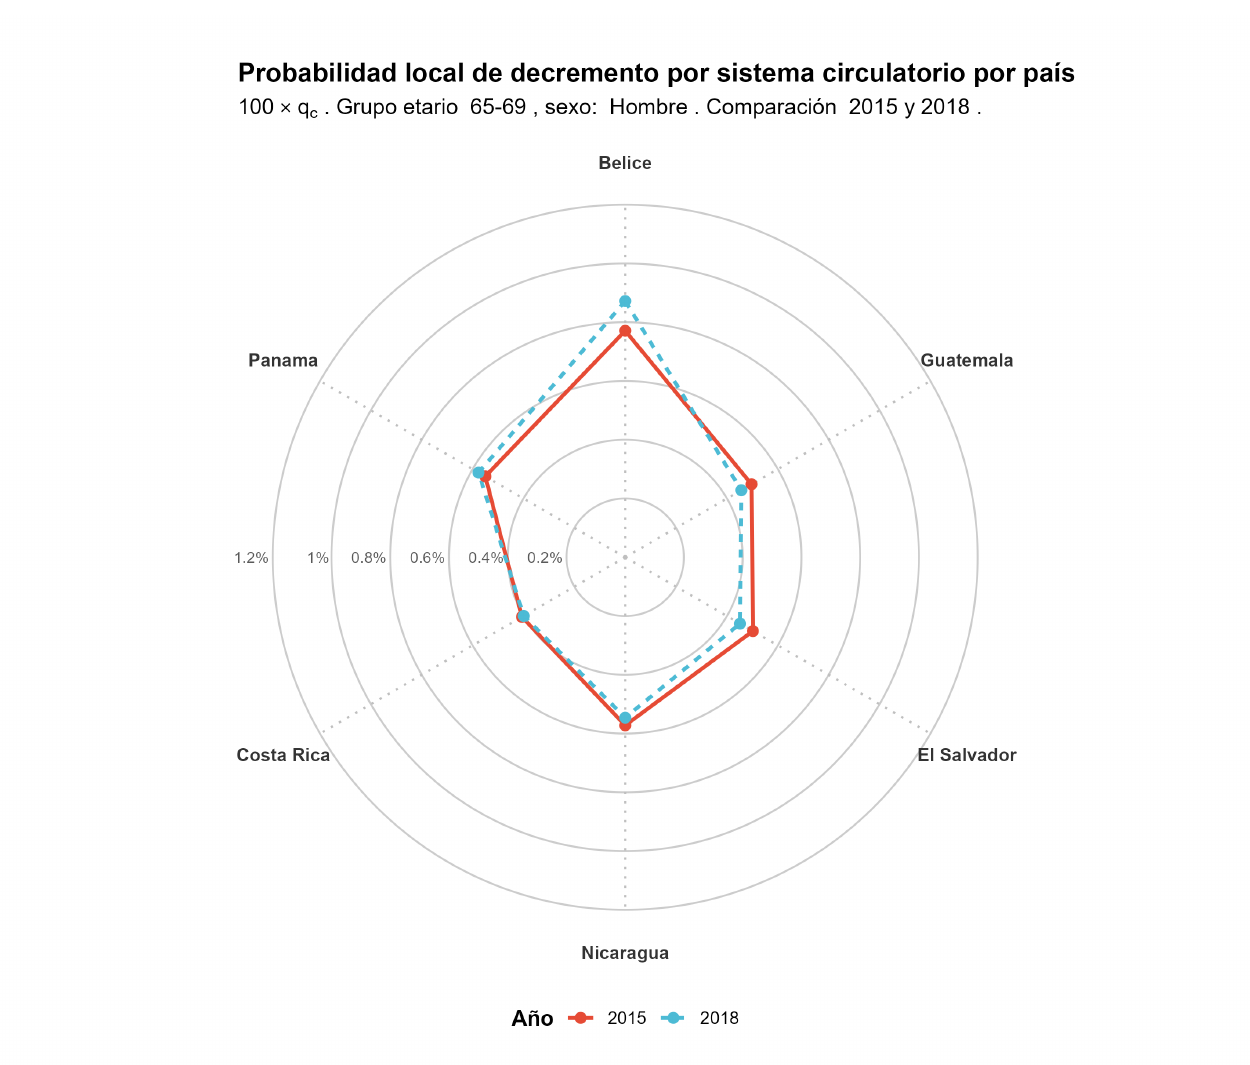 Probabilidad local de decremento por sistema circulatorio por país
100 × qc . Grupo etario  65-69 , sexo:  Hombre . Comparación  2015 y 2018 .
Belice
Panama
Guatemala
1.2%
1%
0.8%
0.6%
0.4%
0.2%
Costa Rica
El Salvador
Nicaragua
Año 2015 2018